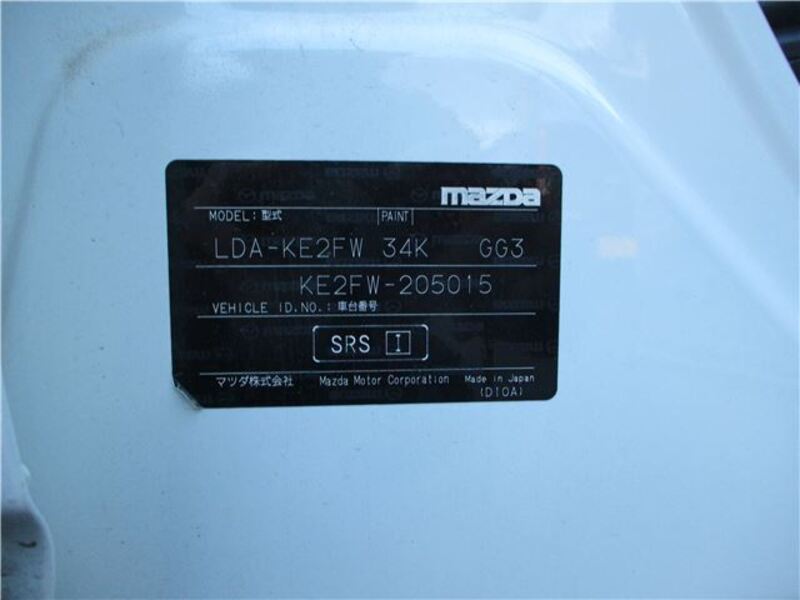 mazda
MODEL: 型式 PAINT
LDA-KE2FW 34K GG3
KE2FW-205015
VEHICLE ID.NO.: 車台番号
SRS I
マツダ株式会社 Mazda Motor Corporation Made in Japan
(D10A)